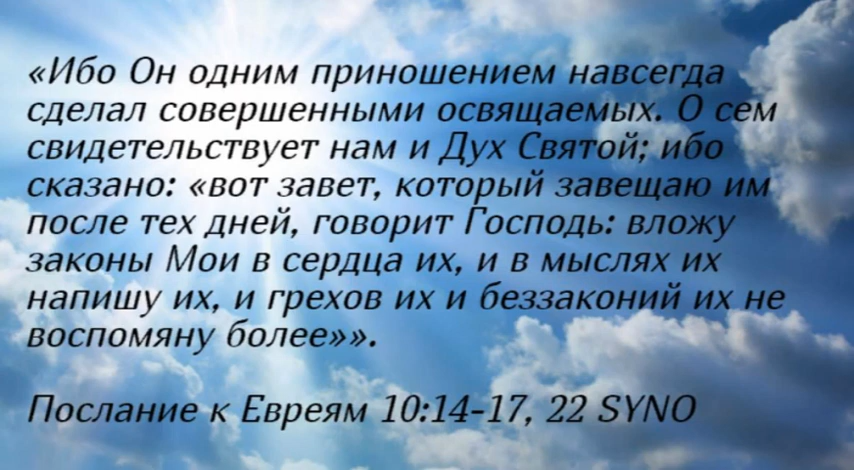 «Ибо Он одним приношением навсегда
сделал совершенными освящаемых. О сем
свидетельствует нам и Дух Святой; ибо
сказано: «вот завет, который завещаю им
после тех дней, говорит Господь: вложу
законы Мои в сердца их, и в мыслях их
напишу их, и грехов их и беззаконий их не
воспомяну более»».
Послание к Евреям 10:14-17, 22 SYNO